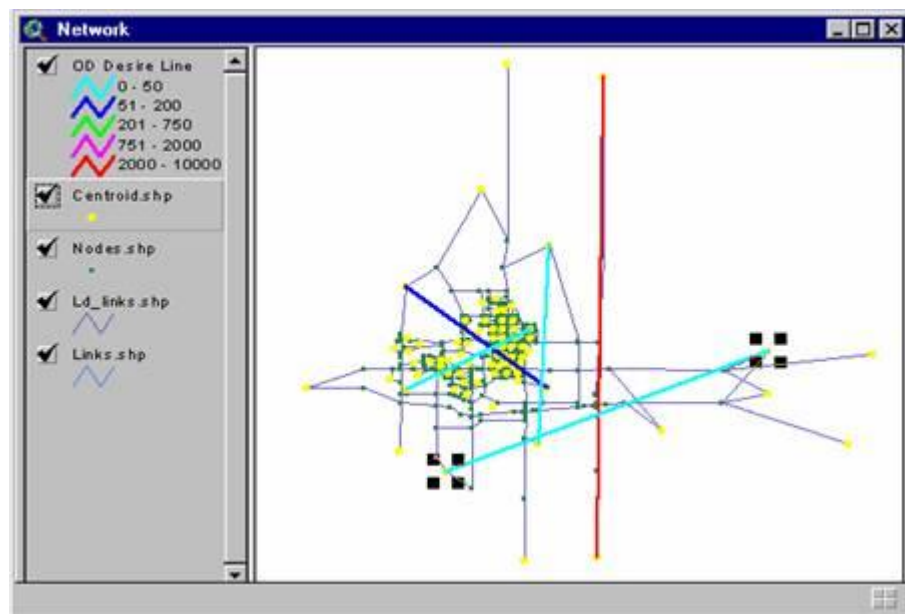 Network
OD Desire Line
0 - 50
51 - 200
201 - 750
751 - 2000
2000 - 10000
Centroid.shp
Nodes.shp
Ld_links.shp
Links.shp